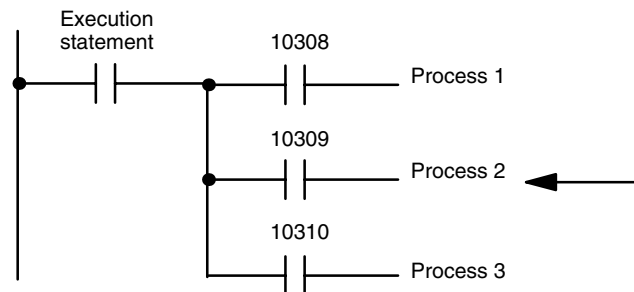 Execution
statement
10308
Process 1
10309
Process 2
10310
Process 3